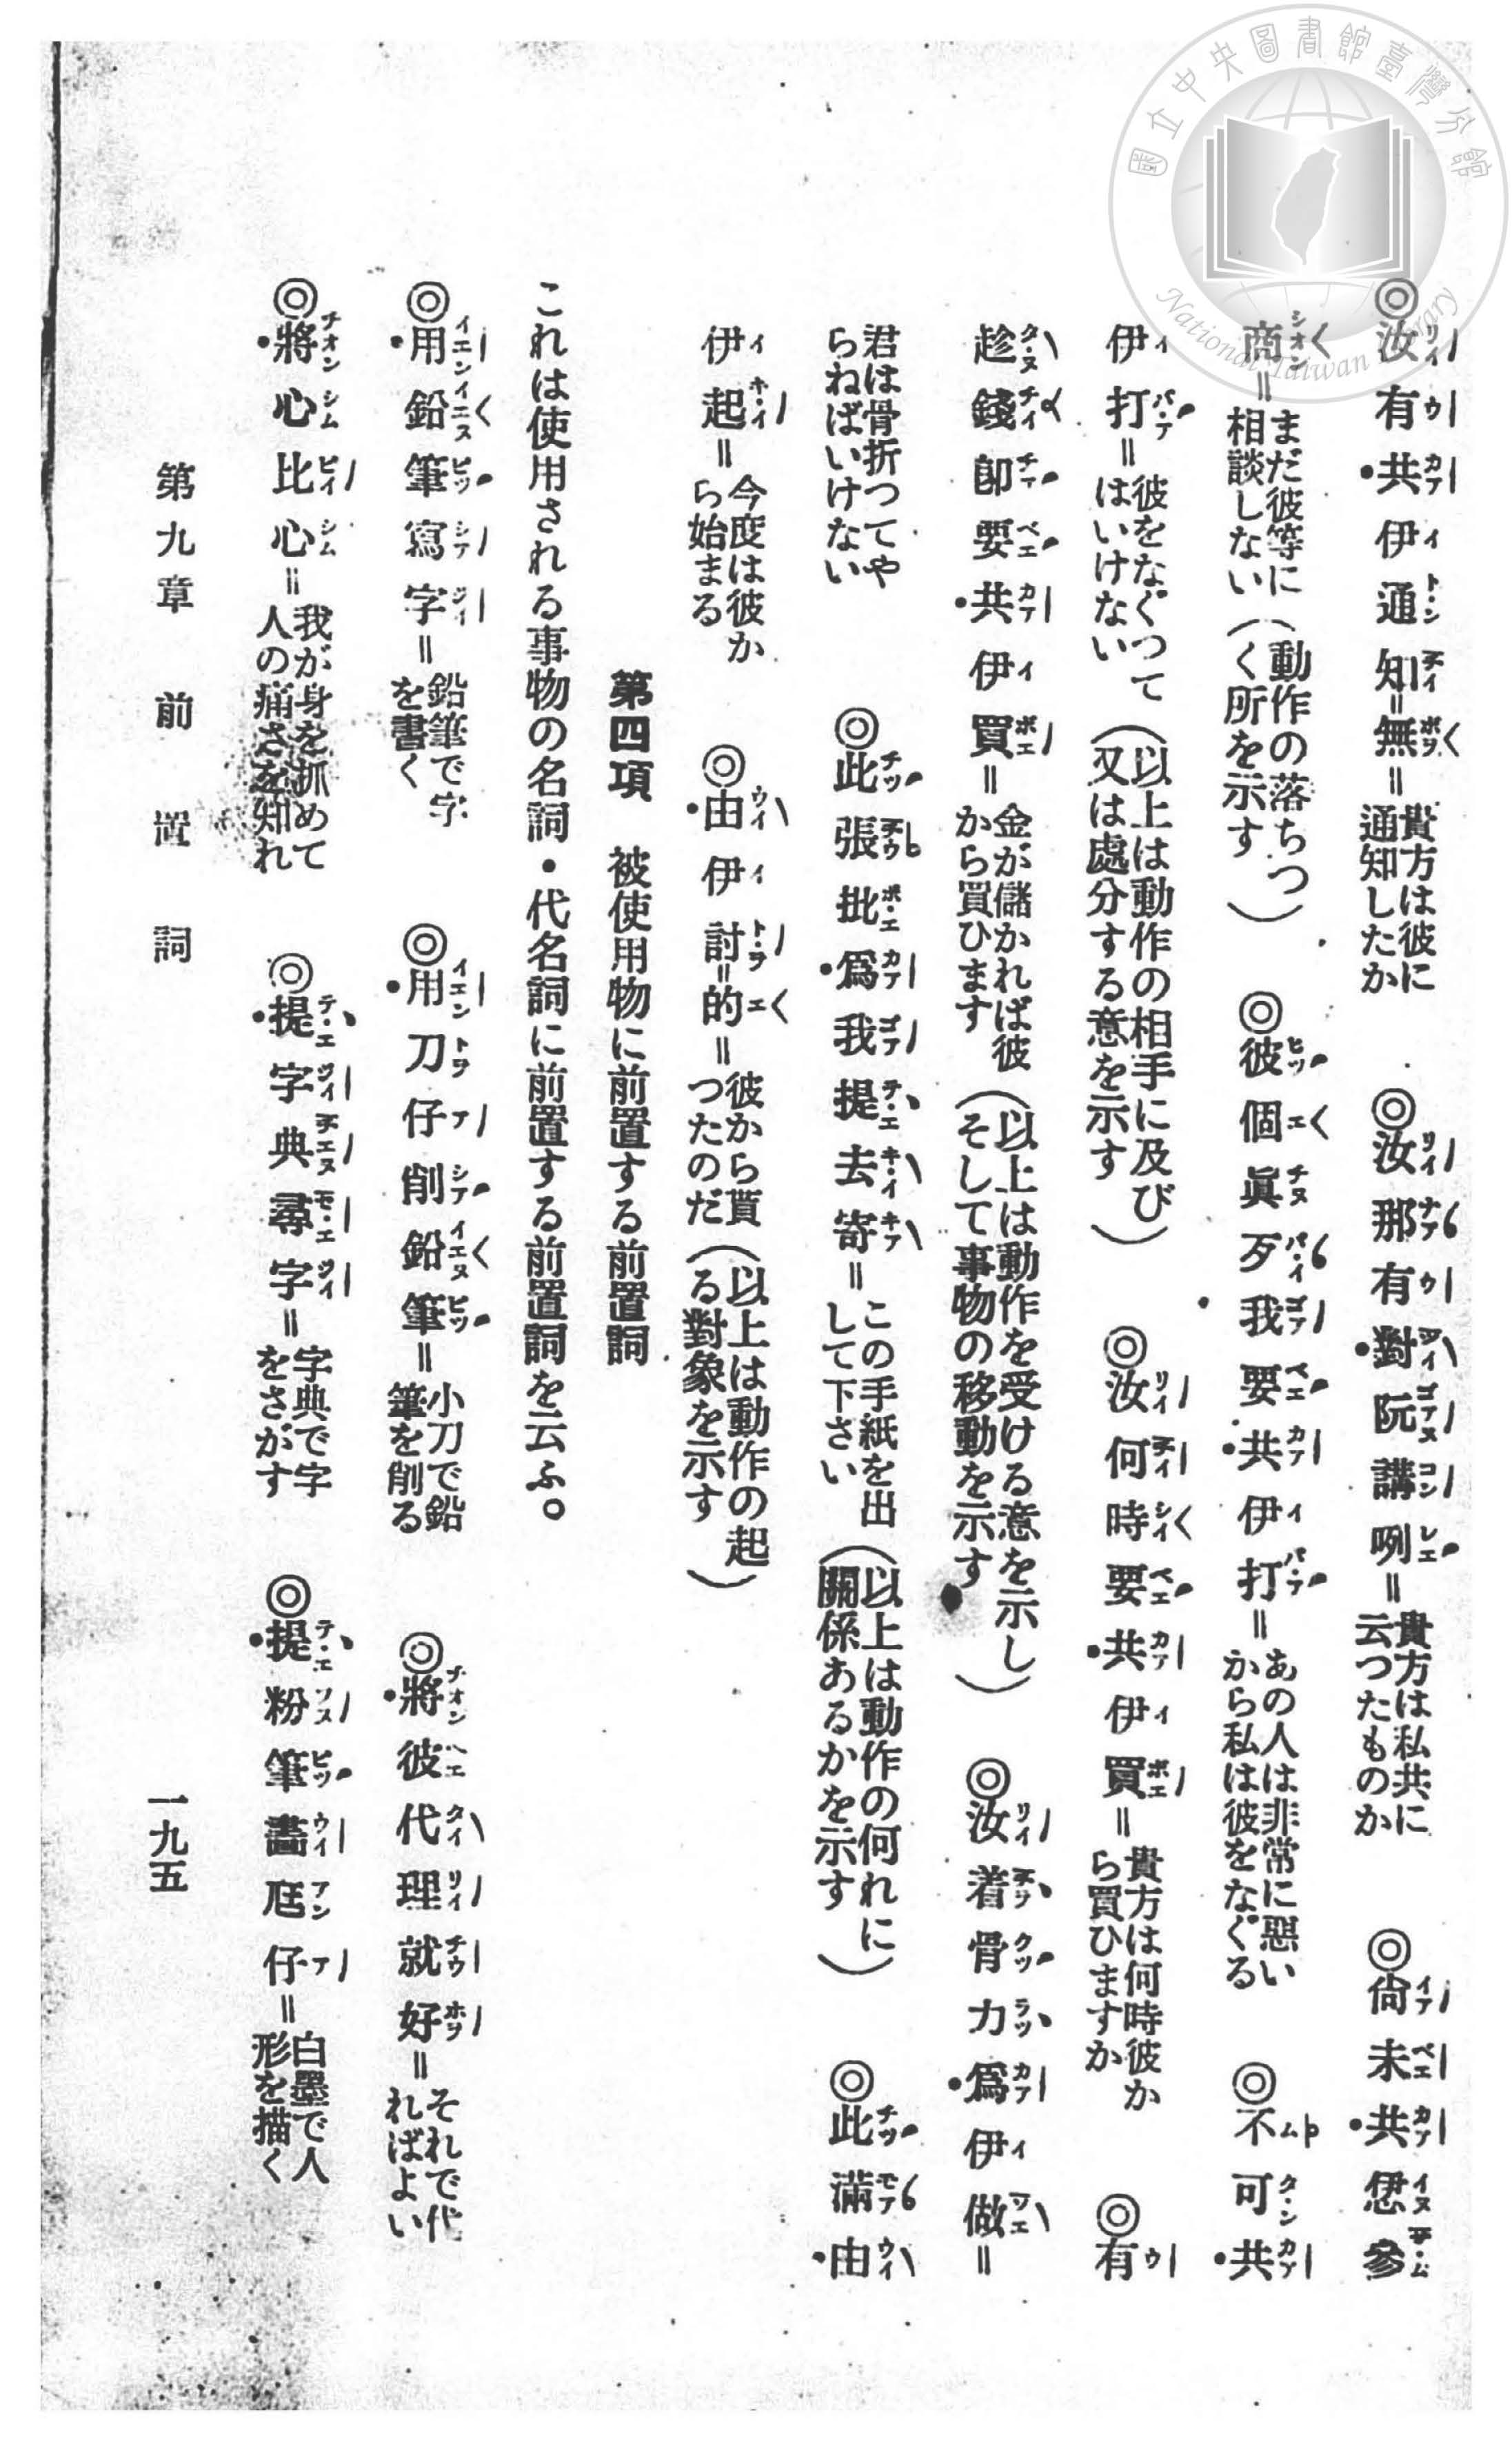 國立中央圖書館臺灣分館
National Taiwan Library
◎汝有共伊通知=無=貴方は彼に通知したか ◎汝那有對阮講咧=貴方は私共に云つたものか ◎尙未共恁參
商=まだ彼等に相談しない(動作の落ちつく所を示す。) ◎彼個眞歹我要共伊打=あの人は非常に惡いから私は彼をなぐる ◎不可共
伊打=彼をなぐつてはいけない(以上は動作の相手に及び又は處分する意を示す) ◎汝何時要共伊買=貴方は何時彼から買ひますか ◎有
趁錢卽要共伊買=金が儲かれば彼から買ひます(以上は動作を受ける意を示しそして事物の移動を示す) ◎汝着骨力爲伊做=
君は骨折つてやらねばいけない ◎此張批爲我提去寄=この手紙を出して下さい(以上は動作の何れに關係あるかを示す) ◎此滿由
伊起=今度は彼から始まる ◎由伊討=的=彼から貰つたのだ(以上は動作の起る對象を示す)
第四項 被使用物に前置する前置詞
これは使用される事物の名詞・代名詞に前置する前置詞を云ふ。
◎用鉛筆寫字=鉛筆で字を書く ◎用刀仔削鉛筆=小刀で鉛筆を削る ◎將彼代理就好=それで代ればよい
◎將心比心=我が身を抓めて人の痛さを知れ ◎提字典尋字=字典で字をさがす ◎提粉筆畫尫仔=白墨で人形を描く
第九章 前置詞 一九五